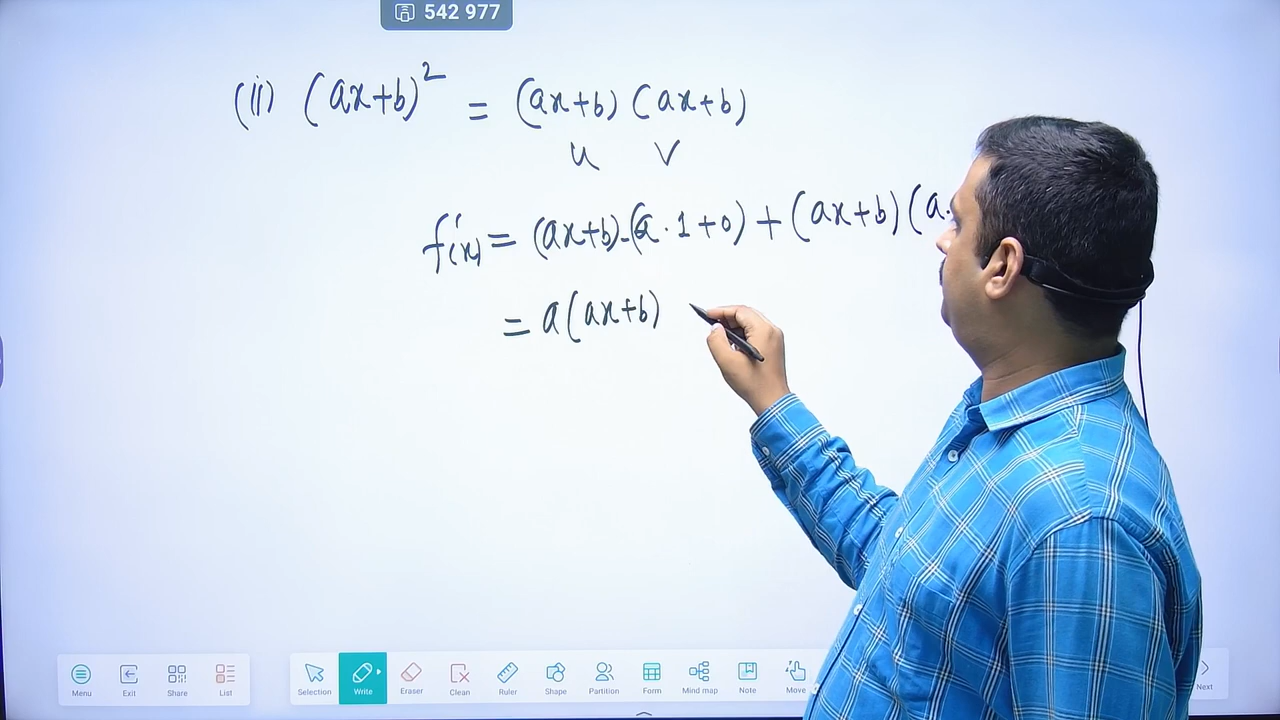 542 977
(ii) (ax+b)² = (ax+b) (ax+b)
u v
f'(x) = (ax+b).(a.1+0) + (ax+b)(a.
= a(ax+b)
Menu Exit Share List Selection Write Eraser Clean Ruler Shape Partition Form Mind map Note Move Next